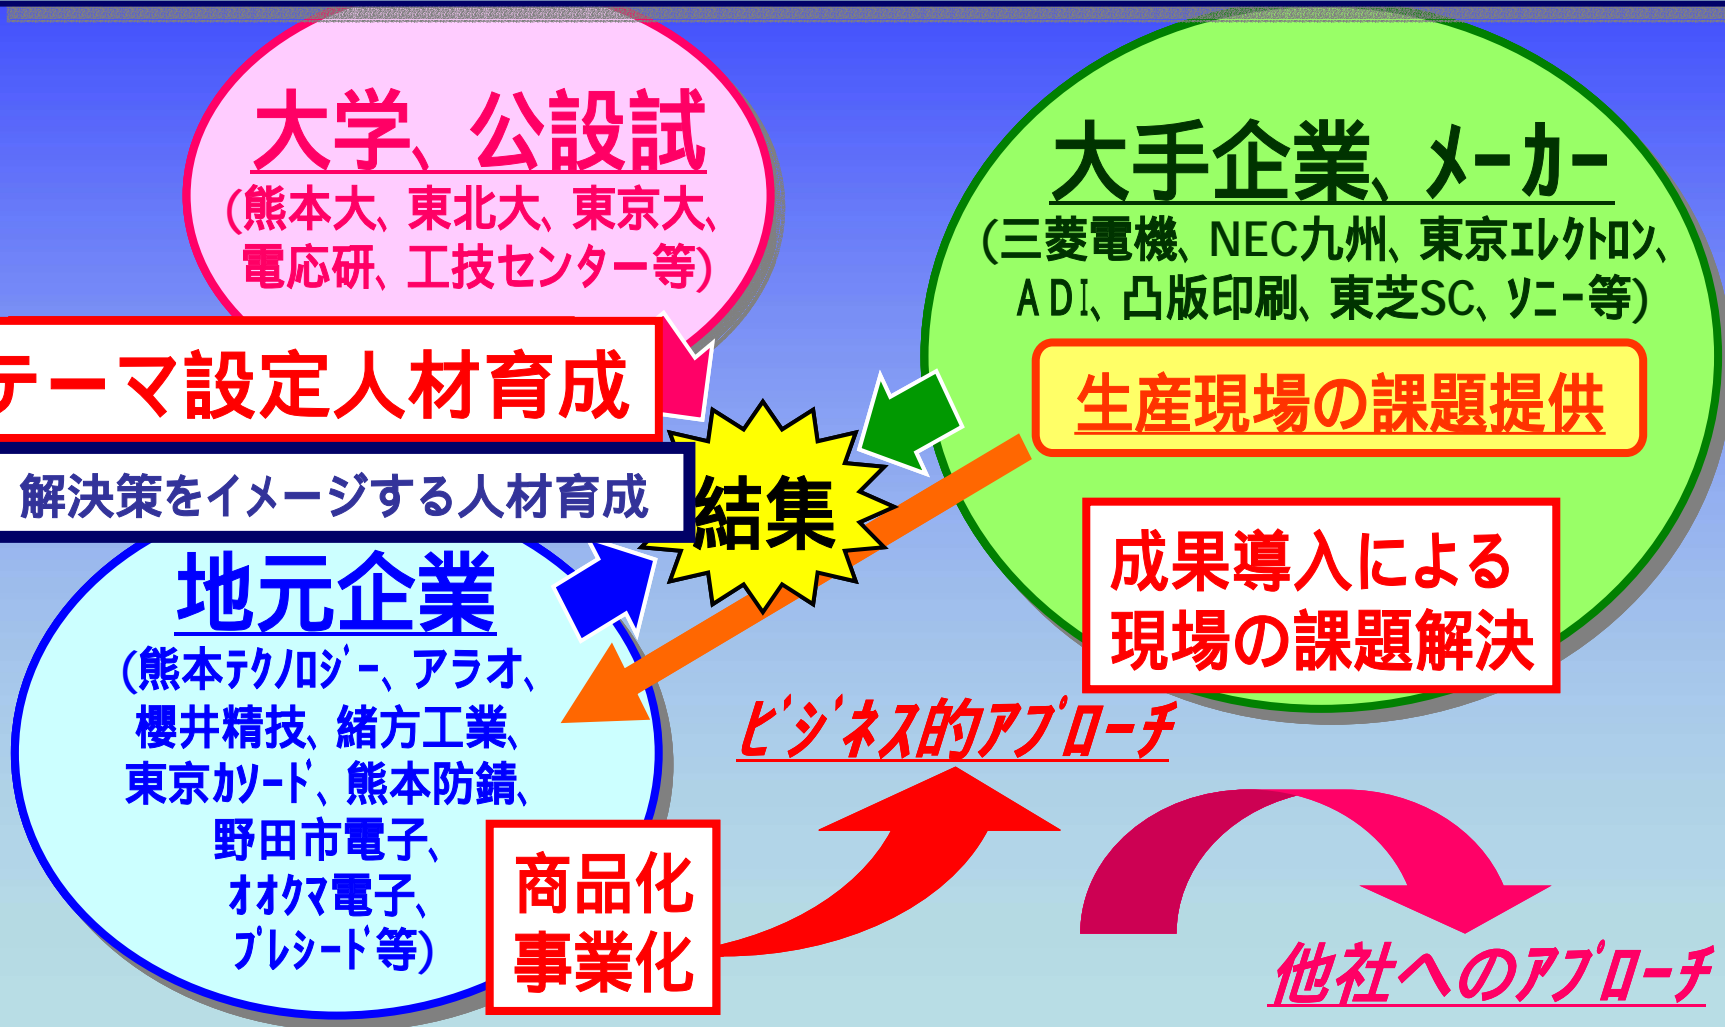 大学、公設試
(熊本大、東北大、東京大、
電応研、工技センター等)
大手企業、ﾒｰｶｰ
(三菱電機、NEC九州、東京ｴﾚｸﾄﾛﾝ、
ＡＤＩ、凸版印刷、東芝SC、ｿﾆｰ等)
生産現場の課題提供
テーマ設定人材育成
解決策をイメージする人材育成
結集
成果導入による
現場の課題解決
地元企業
(熊本ﾃｸﾉﾛｼﾞｰ、アラオ、
櫻井精技、緒方工業、
東京ｶｿｰﾄﾞ、熊本防錆、
野田市電子、
ｵｵｸﾏ電子、
ﾌﾟﾚｼｰﾄﾞ等)
ﾋﾞｼﾞﾈｽ的ｱﾌﾟﾛｰﾁ
商品化
事業化
他社へのｱﾌﾟﾛｰﾁ